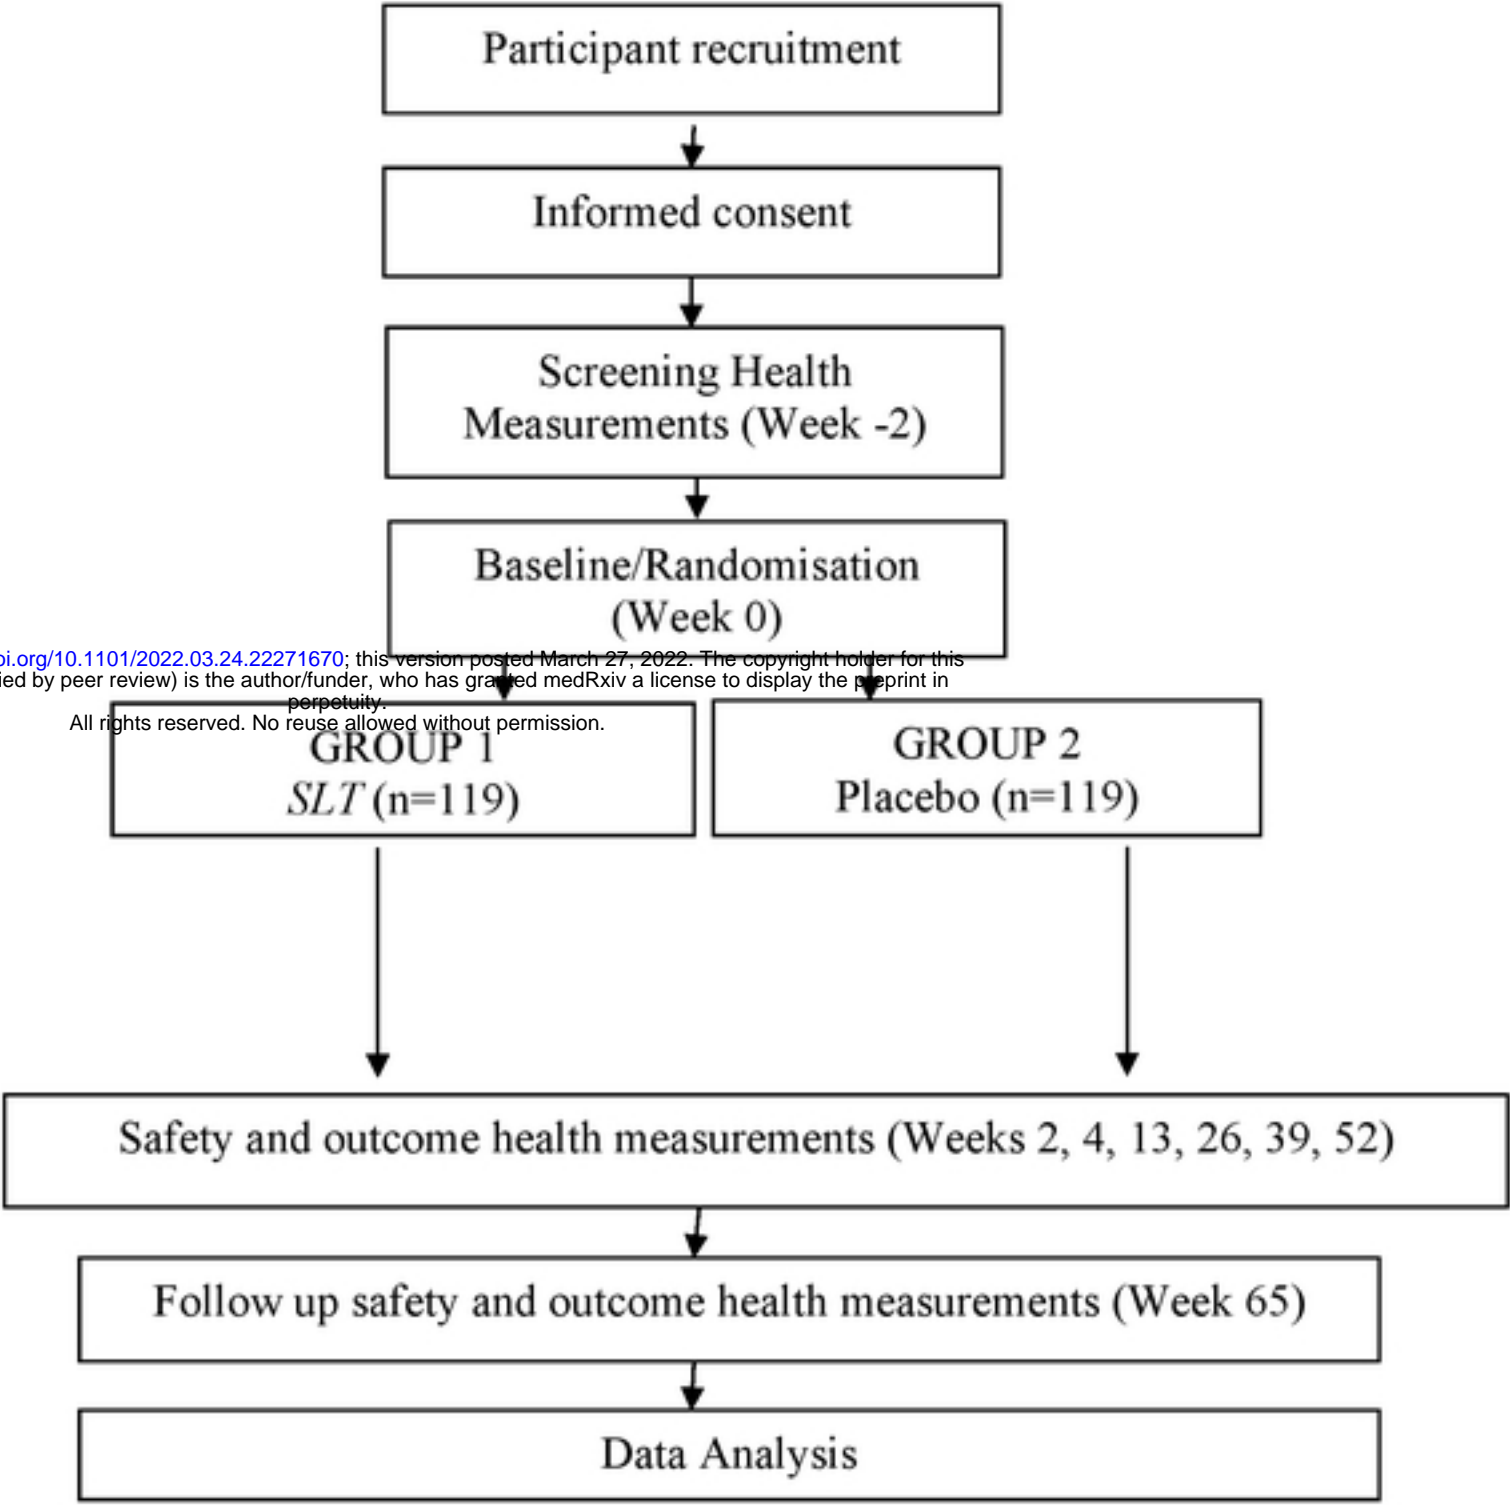 Participant recruitment
Informed consent
Screening Health
Measurements (Week -2)
Baseline/Randomisation
(Week 0)
oi.org/10.1101/2022.03.24.22271670; this version posted March 27, 2022. The copyright holder for this
ied by peer review) is the author/funder, who has granted medRxiv a license to display the preprint in
perpetuity.
All rights reserved. No reuse allowed without permission.
GROUP 1
SLT (n=119)
GROUP 2
Placebo (n=119)
Safety and outcome health measurements (Weeks 2, 4, 13, 26, 39, 52)
Follow up safety and outcome health measurements (Week 65)
Data Analysis